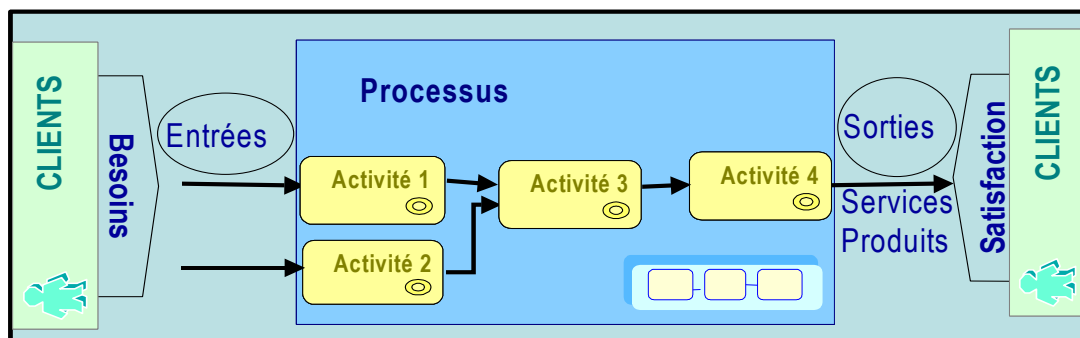 CLIENTS
Besoins
Entrées
Processus
Activité 1
Activité 2
Activité 3
Activité 4
Sorties
Services
Produits
Satisfaction
CLIENTS